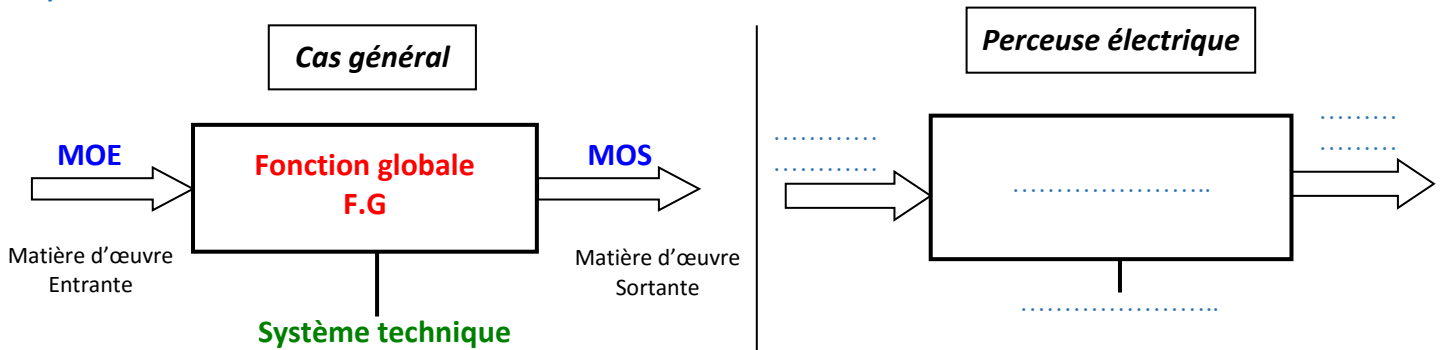 Cas général
MOE
Fonction globale
F.G
MOS
Matière d'œuvre
Entrante
Matière d'œuvre
Sortante
Système technique
Perceuse électrique
…………
…………
………
………
…………………..
…………………..